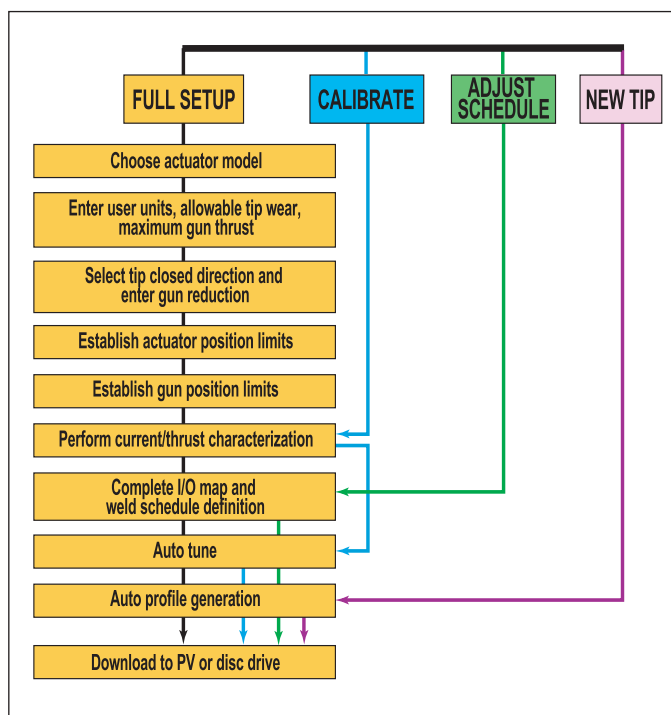 FULL SETUP
CALIBRATE
ADJUST
SCHEDULE
NEW TIP
Choose actuator model
Enter user units, allowable tip wear,
maximum gun thrust
Select tip closed direction and
enter gun reduction
Establish actuator position limits
Establish gun position limits
Perform current/thrust characterization
Complete I/O map and
weld schedule definition
Auto tune
Auto profile generation
Download to PV or disc drive